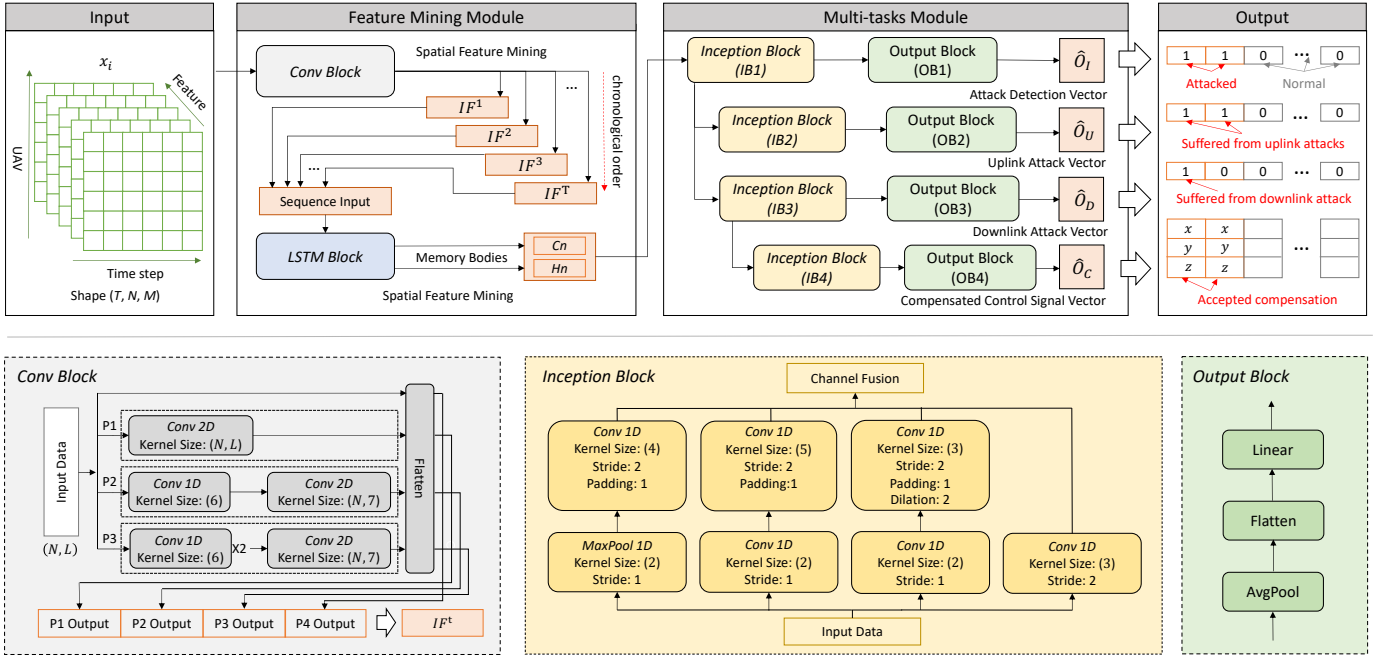 Input
Feature Mining Module
Multi-tasks Module
Output
x_i
Feature
UAV
Time step
Shape (T, N, M)
Conv Block
Spatial Feature Mining
...
chronological order
IF^1
IF^2
IF^3
...
IF^T
Sequence Input
LSTM Block
Memory Bodies
Cn
Hn
Spatial Feature Mining
Inception Block
(IB1)
Output Block
(OB1)
Ô_I
Attack Detection Vector
Inception Block
(IB2)
Output Block
(OB2)
Ô_U
Uplink Attack Vector
Inception Block
(IB3)
Output Block
(OB3)
Ô_D
Downlink Attack Vector
Inception Block
(IB4)
Output Block
(OB4)
Ô_C
Compensated Control Signal Vector
1 1 0 ... 0
Attacked Normal
1 1 0 ... 0
Suffered from uplink attacks
1 0 0 ... 0
Suffered from downlink attack
x x
y y ...
z z
Accepted compensation
Conv Block
Input Data
(N, L)
P1
Conv 2D
Kernel Size: (N, L)
P2
Conv 1D
Kernel Size: (6)
Conv 2D
Kernel Size: (N, 7)
P3
Conv 1D
Kernel Size: (6)
X2
Conv 2D
Kernel Size: (N, 7)
Flatten
P1 Output P2 Output P3 Output P4 Output
IF^t
Inception Block
Channel Fusion
Conv 1D
Kernel Size: (4)
Stride: 2
Padding: 1
Conv 1D
Kernel Size: (5)
Stride: 2
Padding:1
Conv 1D
Kernel Size: (3)
Stride: 2
Padding: 1
Dilation: 2
MaxPool 1D
Kernel Size: (2)
Stride: 1
Conv 1D
Kernel Size: (2)
Stride: 1
Conv 1D
Kernel Size: (2)
Stride: 1
Conv 1D
Kernel Size: (3)
Stride: 2
Input Data
Output Block
Linear
Flatten
AvgPool